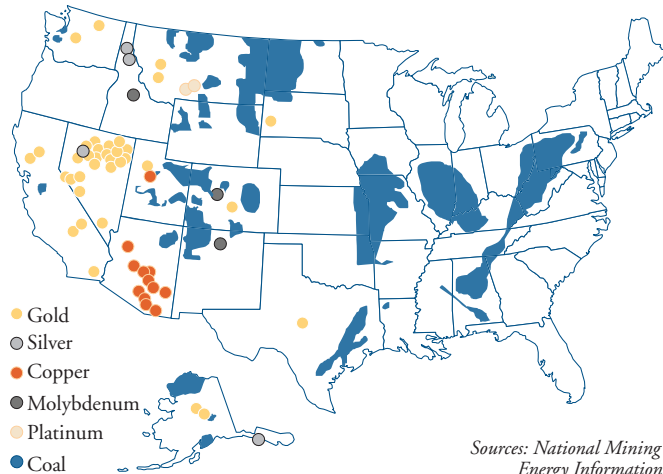 Gold
Silver
Copper
Molybdenum
Platinum
Coal
Sources: National Mining
Energy Information